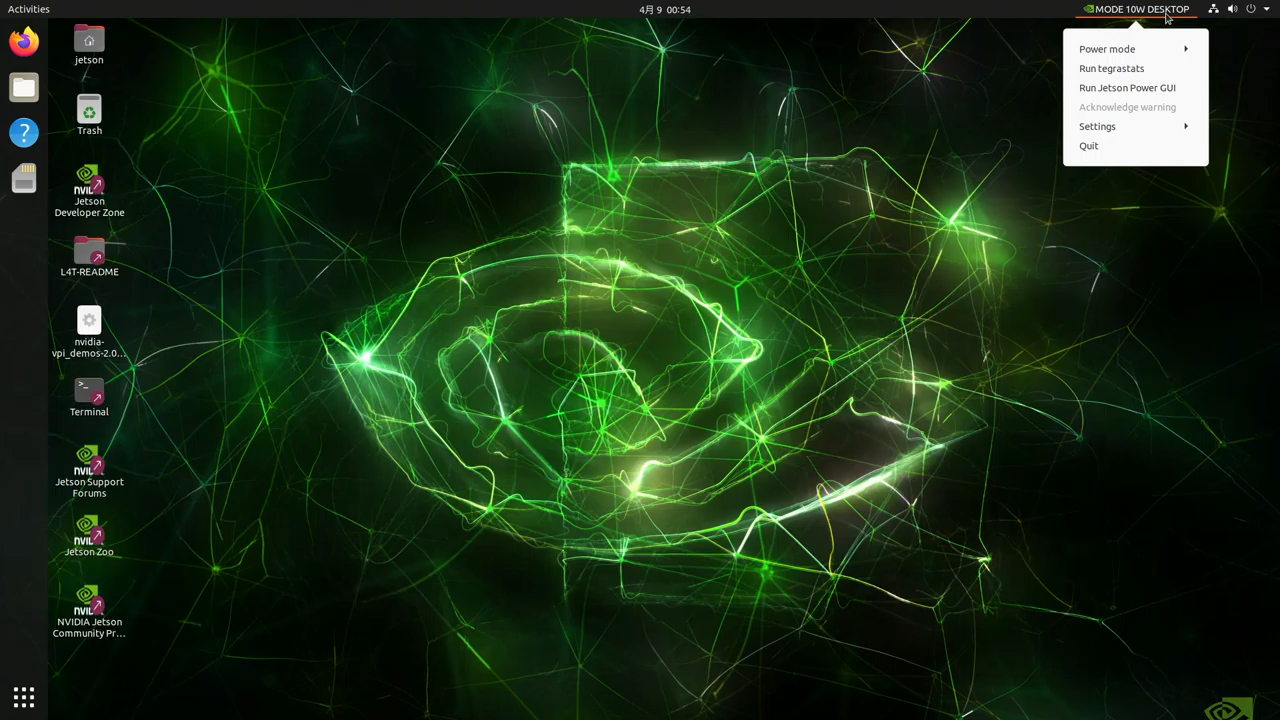 Activities
4月 9 00:54
MODE 10W DESKTOP
Power mode
Run tegrastats
Run Jetson Power GUI
Acknowledge warning
Settings
Quit
jetson
Trash
Jetson
Developer Zone
L4T-README
nvidia-
vpi_demos-2.0...
>_
Terminal
Jetson Support
Forums
Jetson Zoo
NVIDIA Jetson
Community Pr...